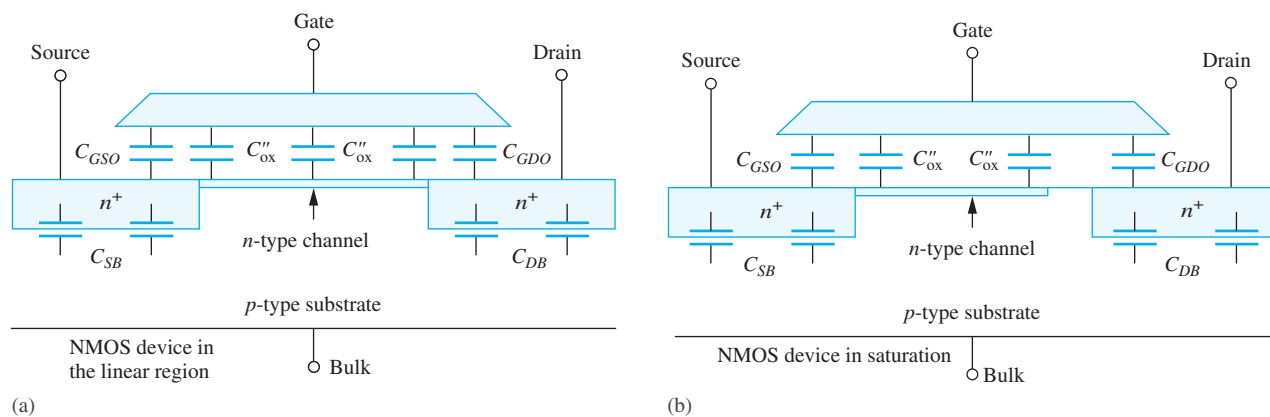 Gate
Source
Drain
C_GSO
C″_ox
C″_ox
C_GDO
n⁺
n⁺
n-type channel
C_SB
C_DB
p-type substrate
NMOS device in
the linear region
Bulk
(a)
Gate
Source
Drain
C_GSO
C″_ox
C″_ox
C_GDO
n⁺
n⁺
n-type channel
C_SB
C_DB
p-type substrate
NMOS device in saturation
Bulk
(b)